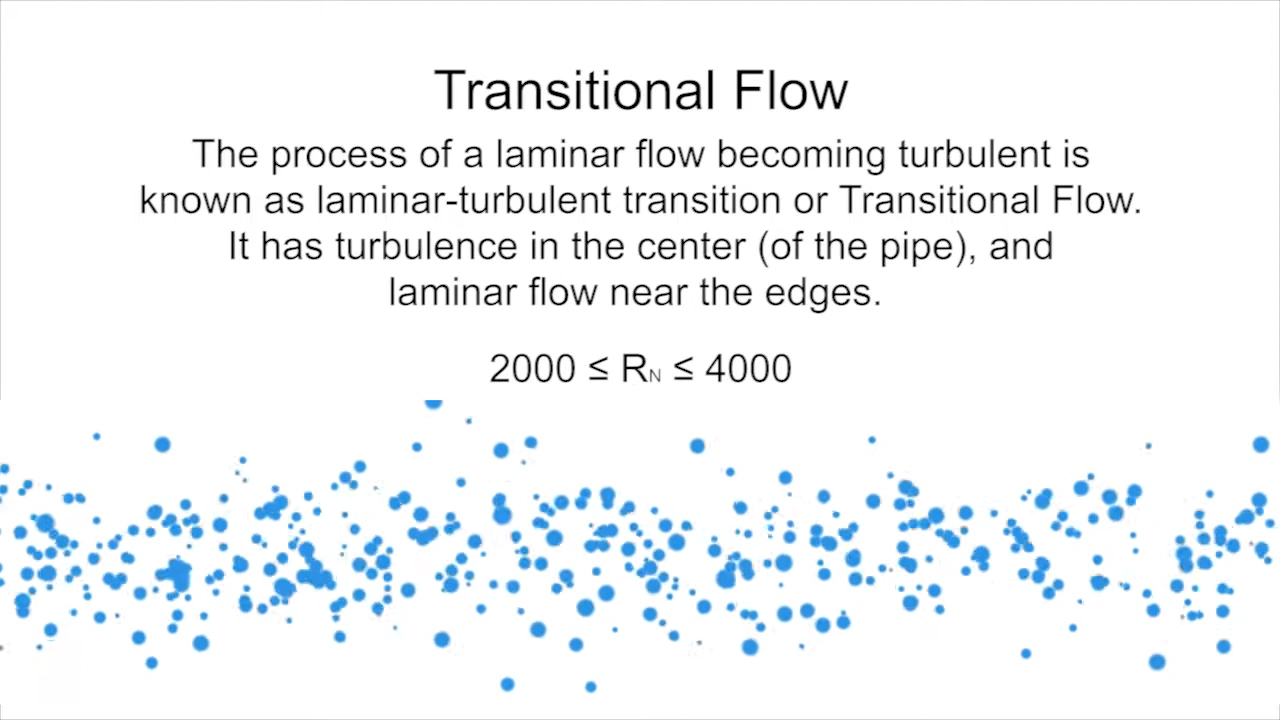 Transitional Flow
The process of a laminar flow becoming turbulent is
known as laminar-turbulent transition or Transitional Flow.
It has turbulence in the center (of the pipe), and
laminar flow near the edges.
2000 ≤ RN ≤ 4000